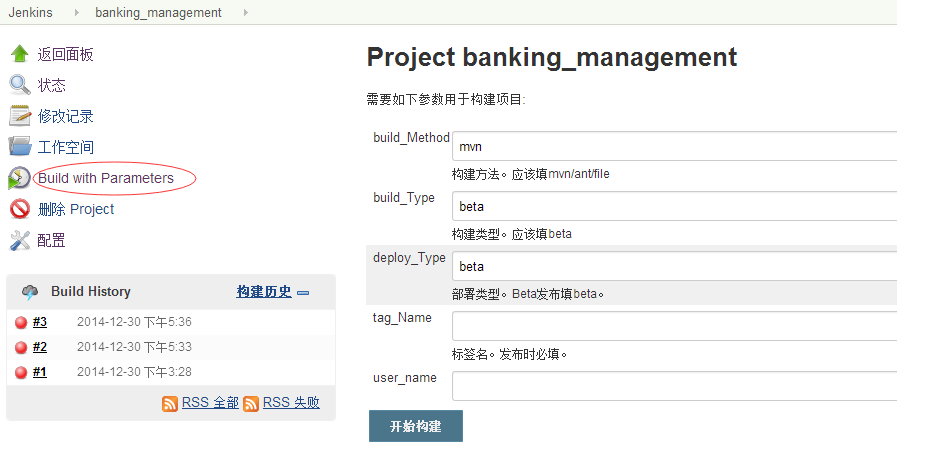 Jenkins banking_management
返回面板
状态
修改记录
工作空间
Build with Parameters
删除 Project
配置
Build History 构建历史
#3 2014-12-30 下午5:36
#2 2014-12-30 下午5:33
#1 2014-12-30 下午3:28
RSS 全部 RSS 失败
Project banking_management
需要如下参数用于构建项目:
build_Method mvn
构建方法。应该填mvn/ant/file
build_Type beta
构建类型。应该填beta
deploy_Type beta
部署类型。Beta发布填beta。
tag_Name
标签名。发布时必填。
user_name
开始构建